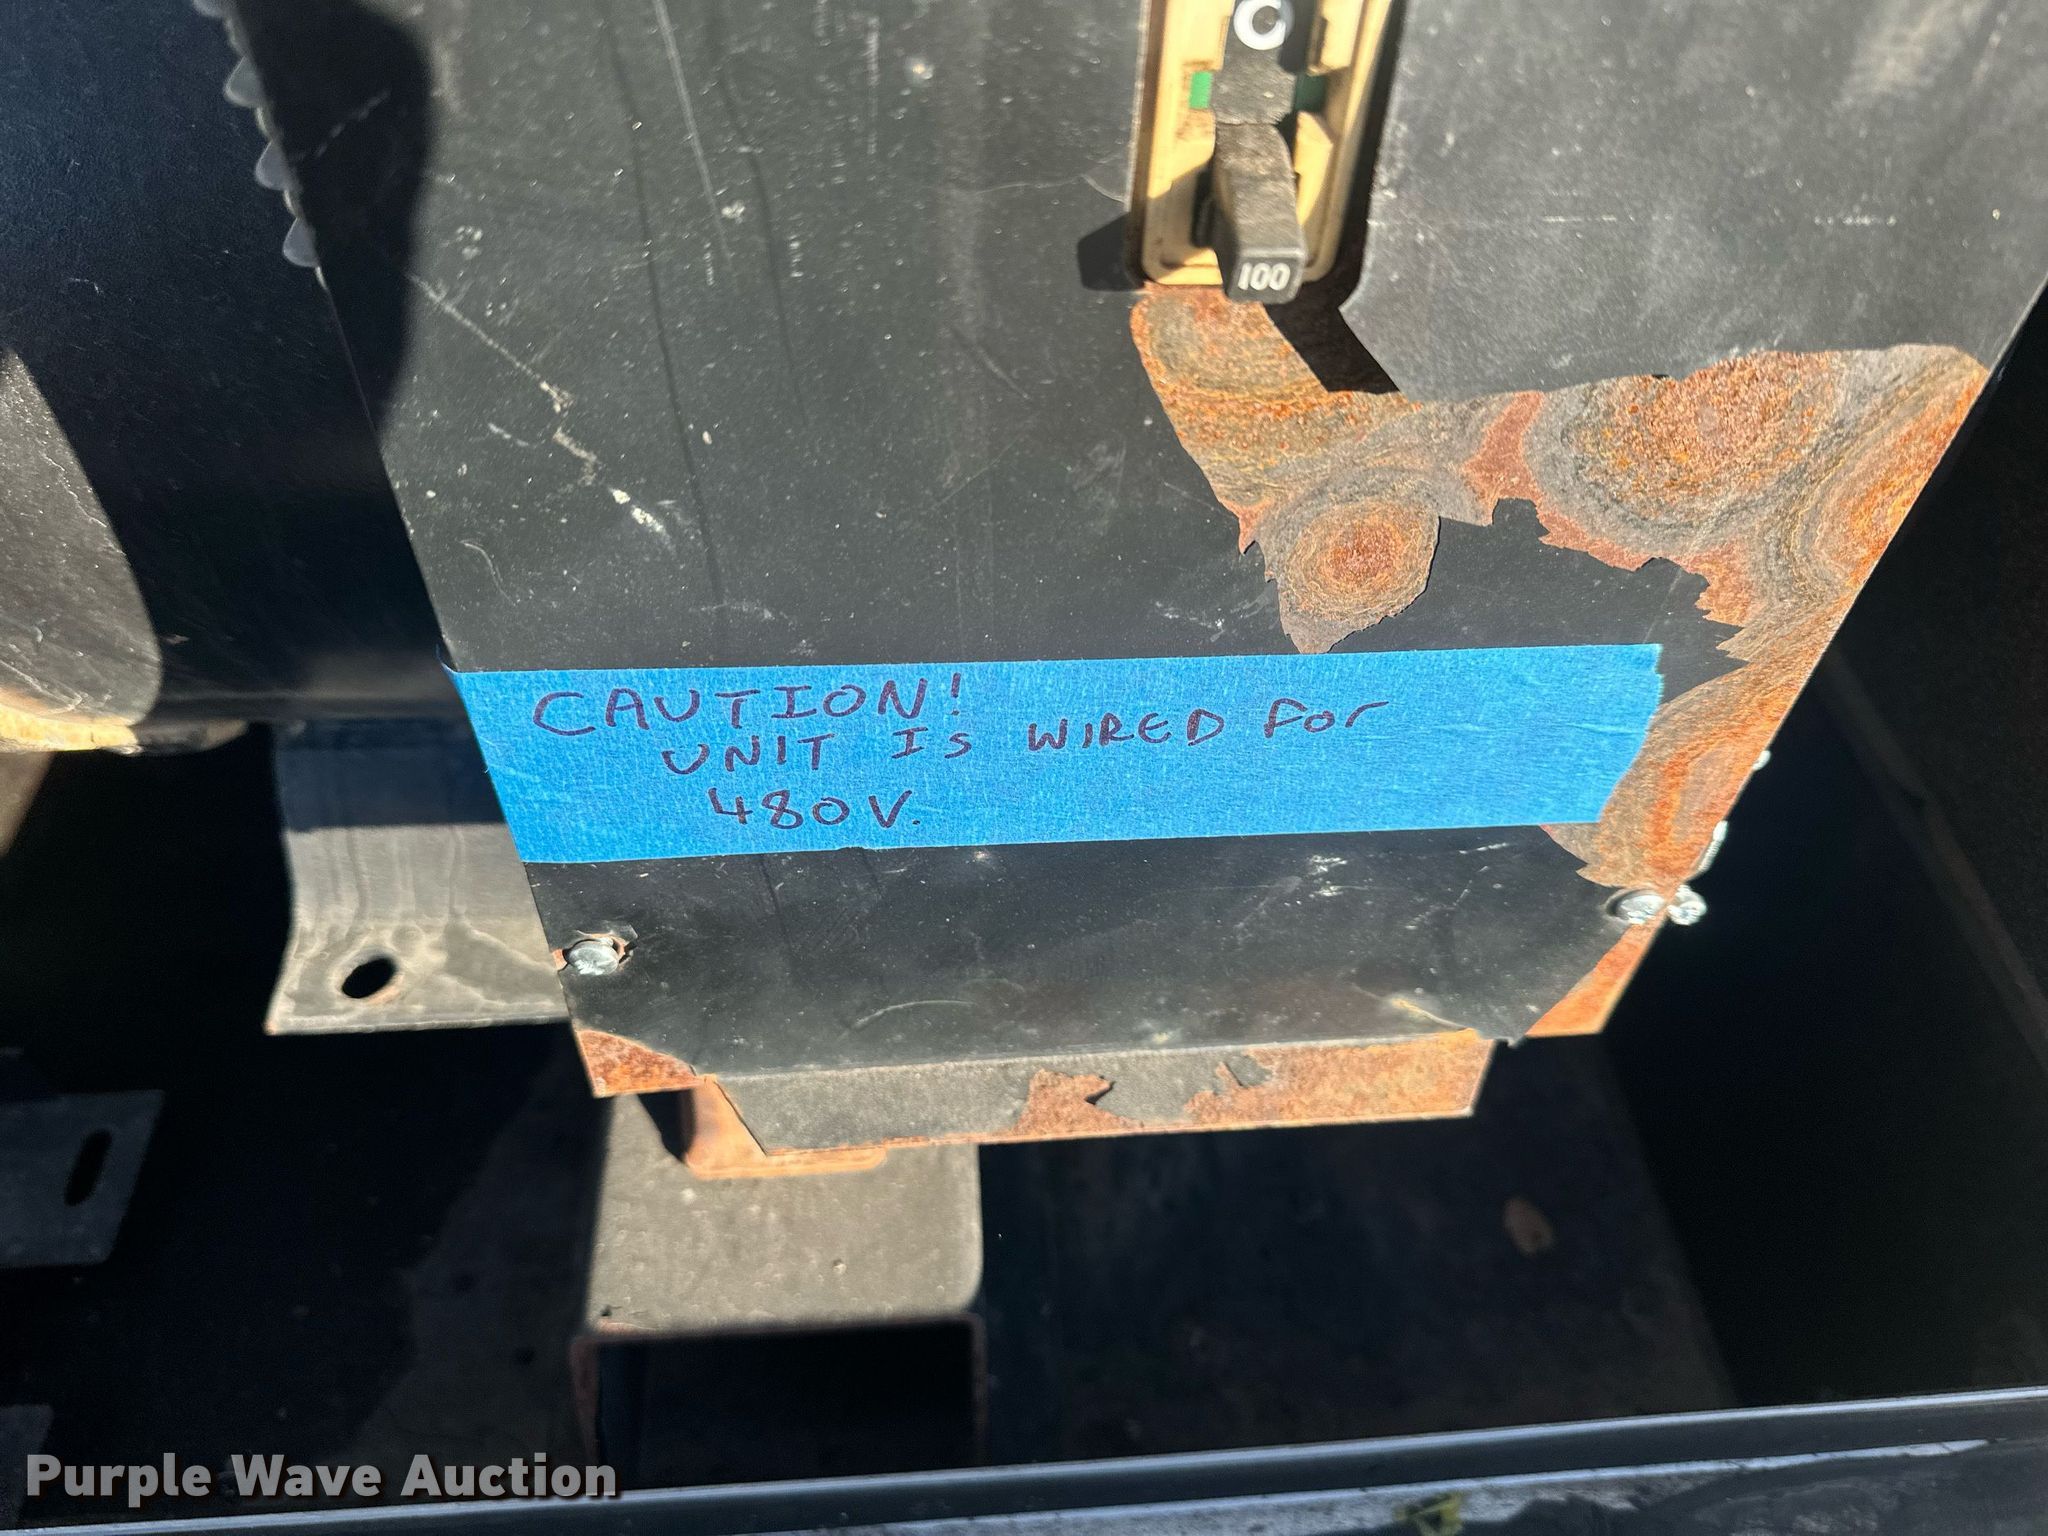 O
100
CAUTION!
UNIT IS WIRED For
480V.
Purple Wave Auction